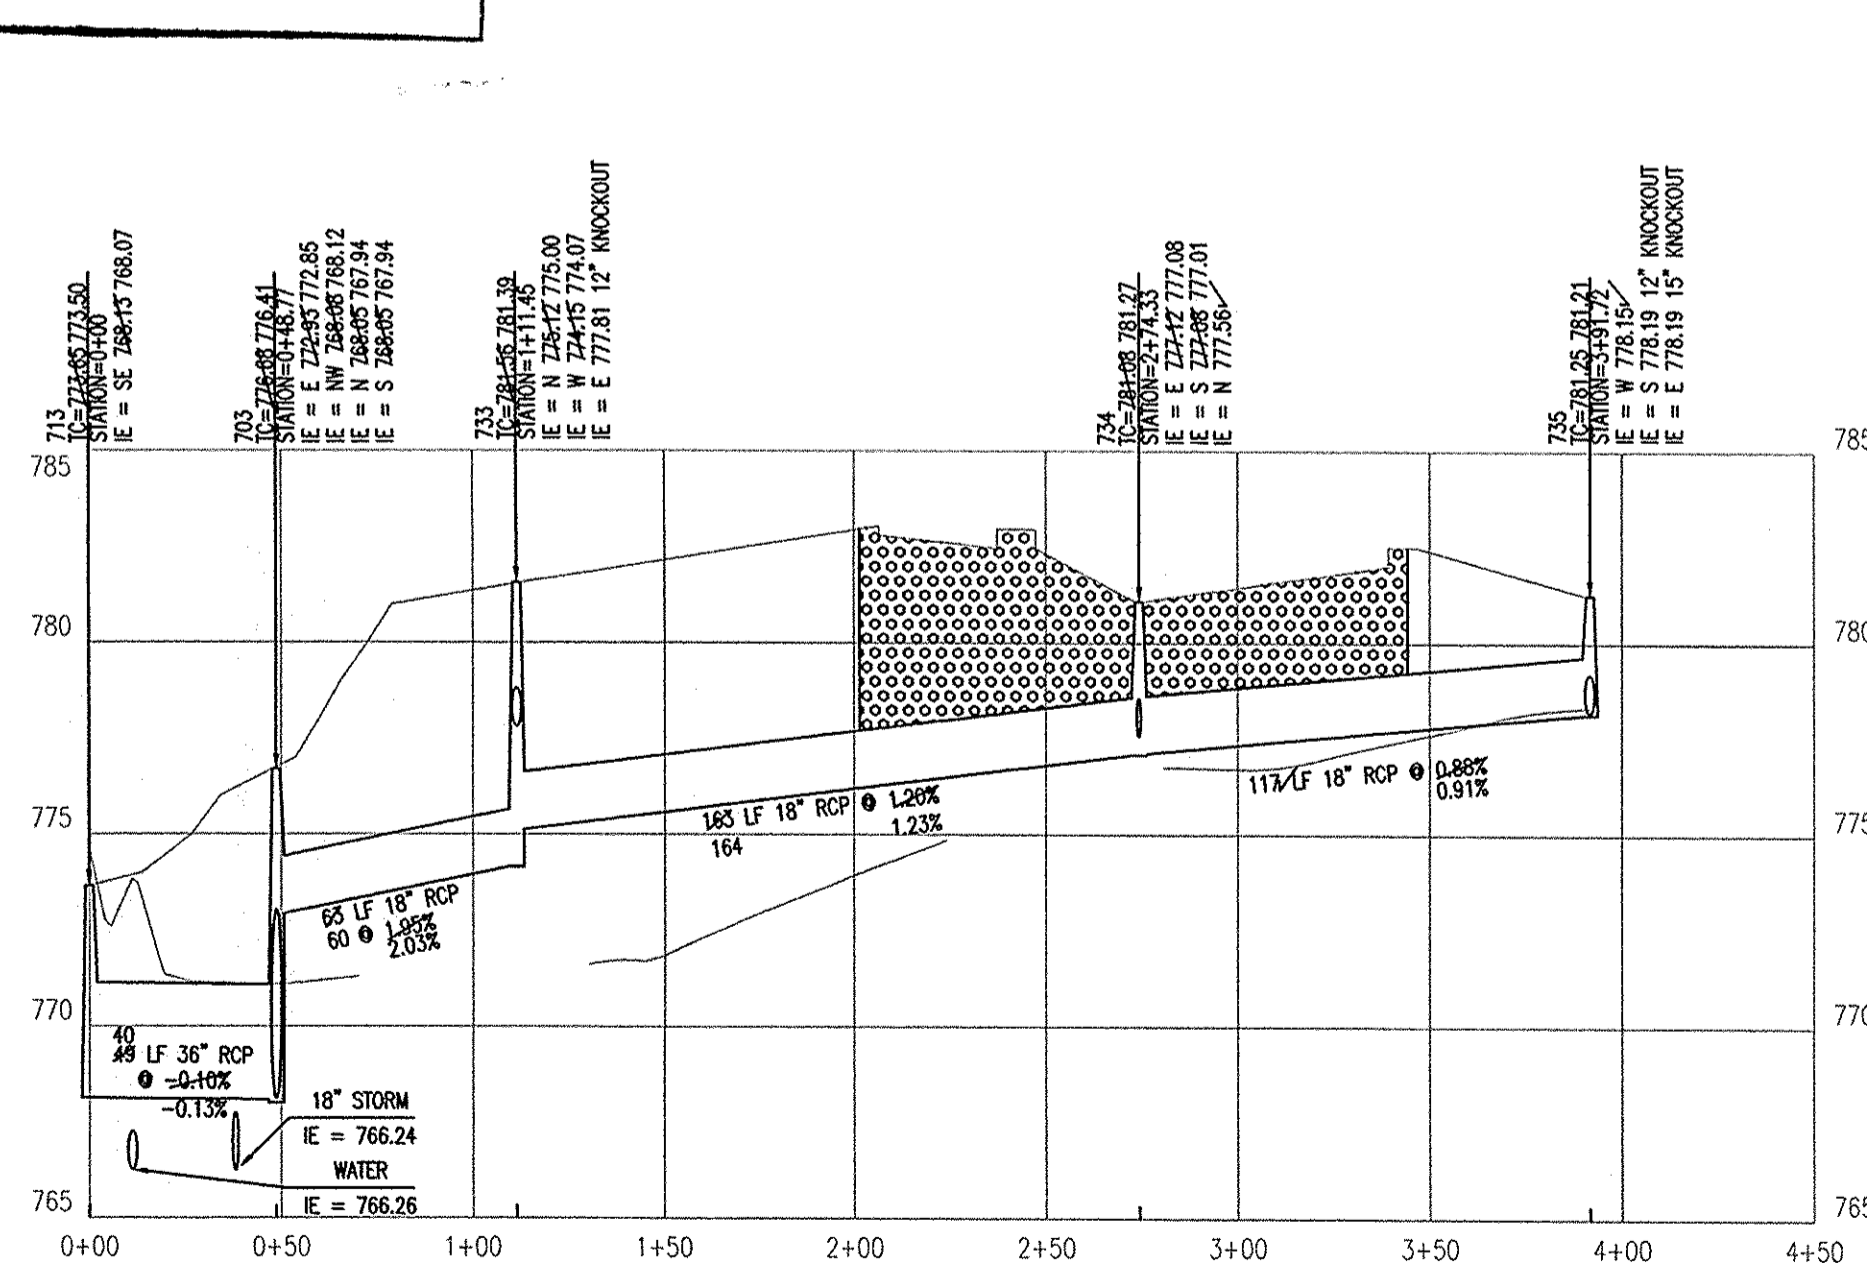 713
TC=773.65 773.50
STATION=0+00
IE = SE 768.13 768.07
703
TC=776.68 776.41
STATION=0+48.77
IE = E 772.93 772.85
IE = NW 768.08 768.12
IE = N 768.05 767.94
IE = S 768.05 767.94
733
TC=781.56 781.39
STATION=1+11.45
IE = N 775.12 775.00
IE = W 774.15 774.07
IE = E 777.81 12" KNOCKOUT
734
TC=781.08 781.27
STATION=2+74.33
IE = E 777.12 777.08
IE = S 777.08 777.01
IE = N 777.56
735
TC=781.25 781.21
STATION=3+91.72
IE = W 778.15
IE = S 778.19 12" KNOCKOUT
IE = E 778.19 15" KNOCKOUT
785
785
780
780
775
775
770
770
765
765
117 LF 18" RCP @ 0.88%
0.91%
163 LF 18" RCP @ 1.20%
164
1.23%
63 LF 18" RCP
60 @ 1.95%
2.03%
40
49 LF 36" RCP
@ -0.10%
-0.13%
18" STORM
IE = 766.24
WATER
IE = 766.26
0+00 0+50 1+00 1+50 2+00 2+50 3+00 3+50 4+00 4+50